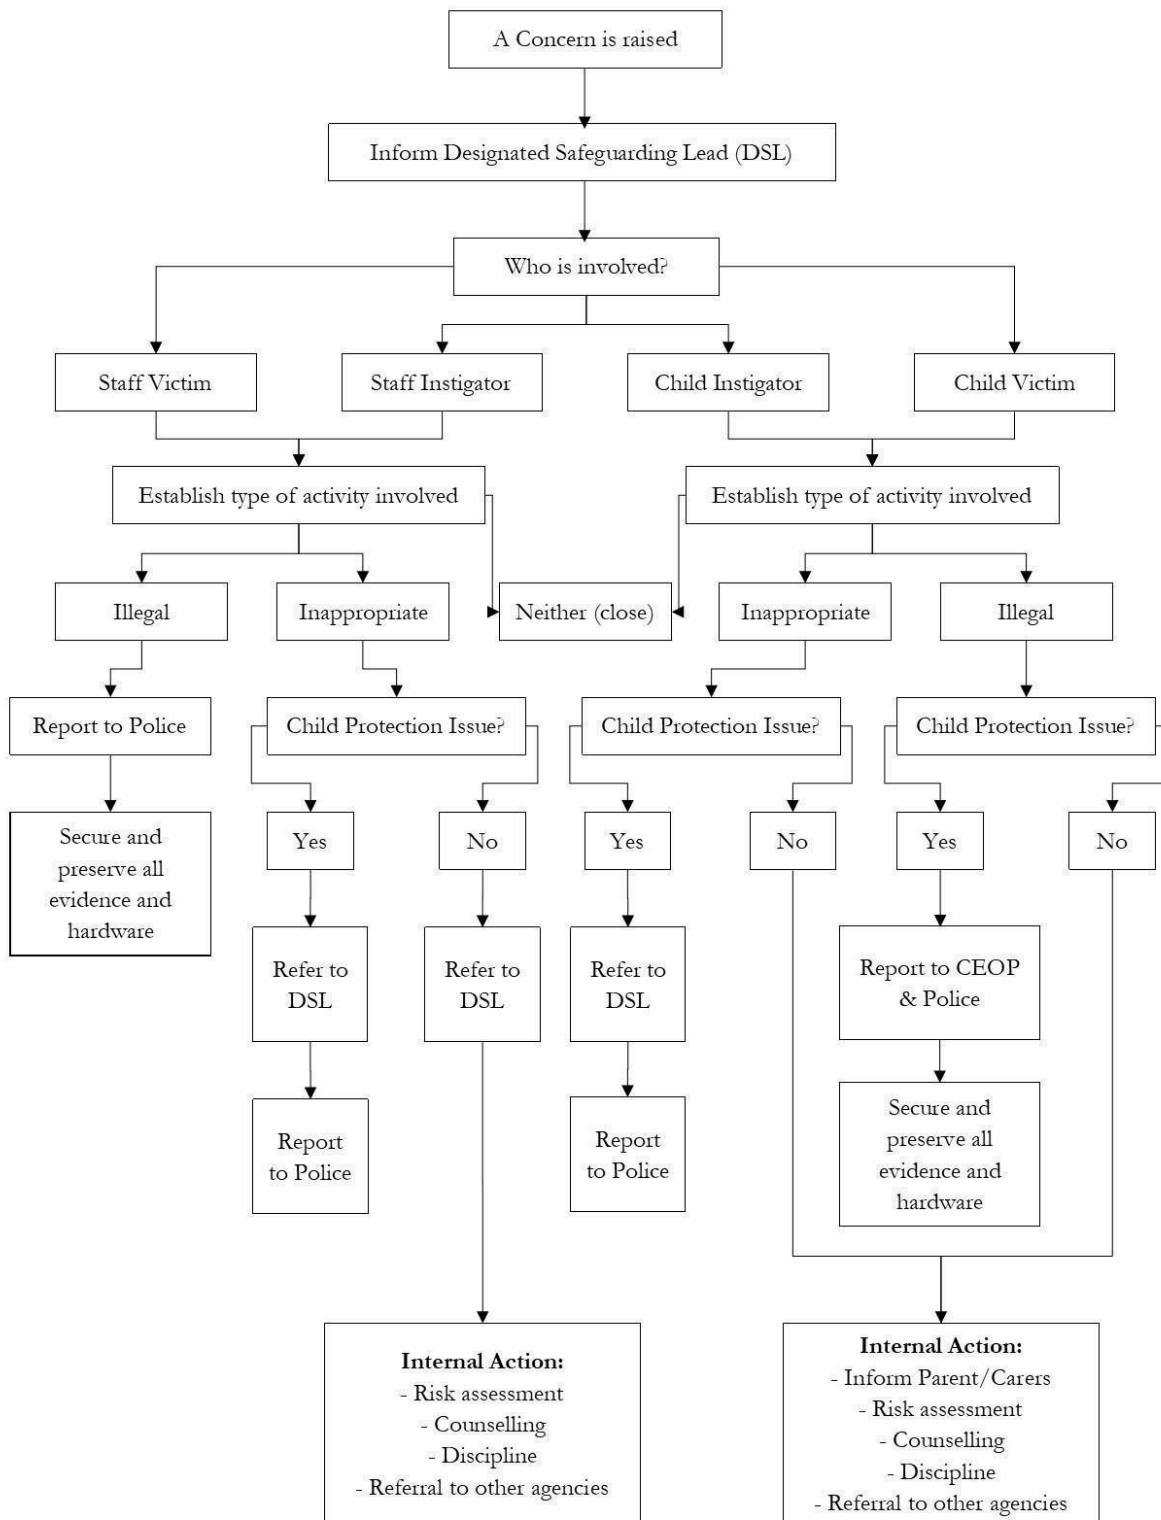 A Concern is raised
Inform Designated Safeguarding Lead (DSL)
Who is involved?
Staff Victim
Staff Instigator
Child Instigator
Child Victim
Establish type of activity involved
Establish type of activity involved
Illegal
Inappropriate
Neither (close)
Inappropriate
Illegal
Report to Police
Child Protection Issue?
Child Protection Issue?
Child Protection Issue?
Secure and
preserve all
evidence and
hardware
Yes
No
Yes
No
Yes
No
Refer to
DSL
Refer to
DSL
Refer to
DSL
Report to CEOP
& Police
Report
to Police
Report
to Police
Secure and
preserve all
evidence and
hardware
Internal Action:
- Risk assessment
- Counselling
- Discipline
- Referral to other agencies
Internal Action:
- Inform Parent/Carers
- Risk assessment
- Counselling
- Discipline
- Referral to other agencies